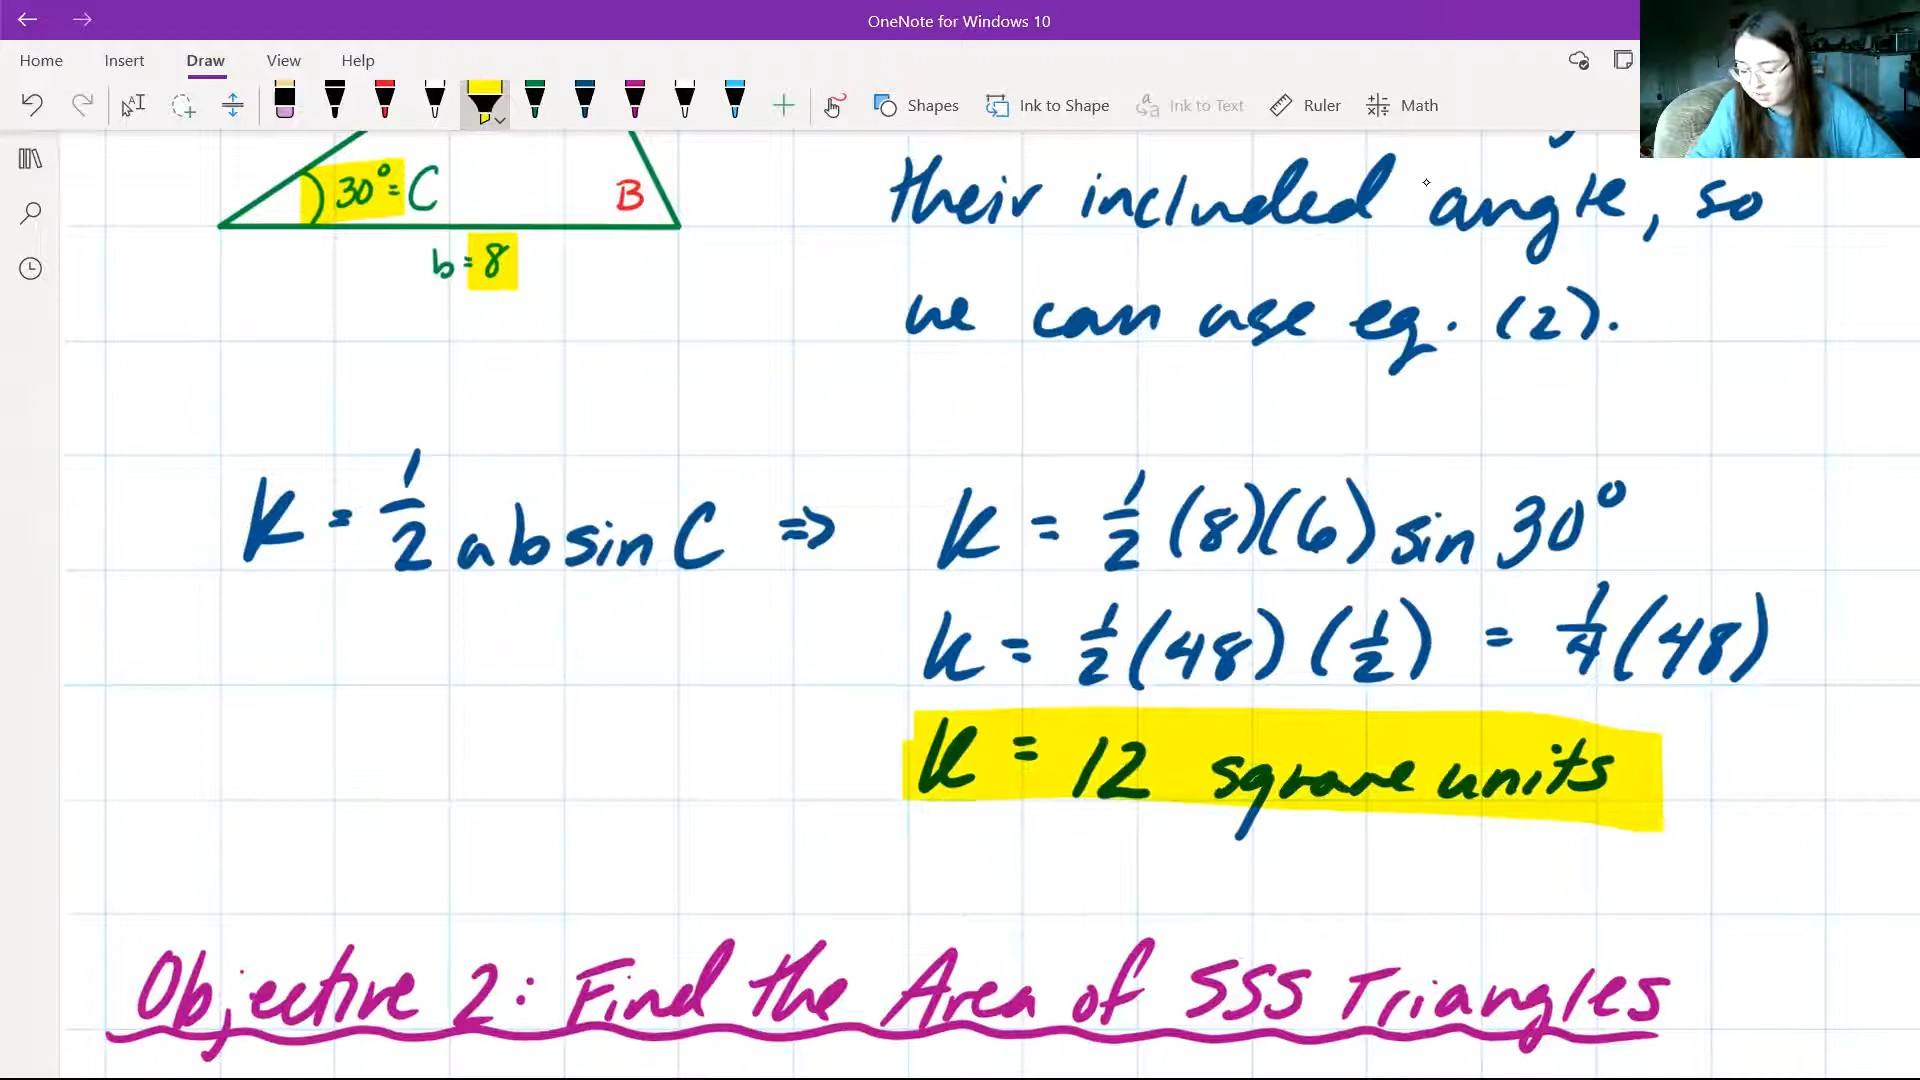 OneNote for Windows 10
Home Insert Draw View Help
Shapes Ink to Shape Ink to Text Ruler Math
30° = C
B
b = 8
their included angle, so
we can use eq. (2).
K = 1/2 ab sin C ⇒ K = 1/2 (8)(6) sin 30°
K = 1/2 (48) (1/2) = 1/4 (48)
K = 12 square units
Objective 2: Find the Area of SSS Triangles